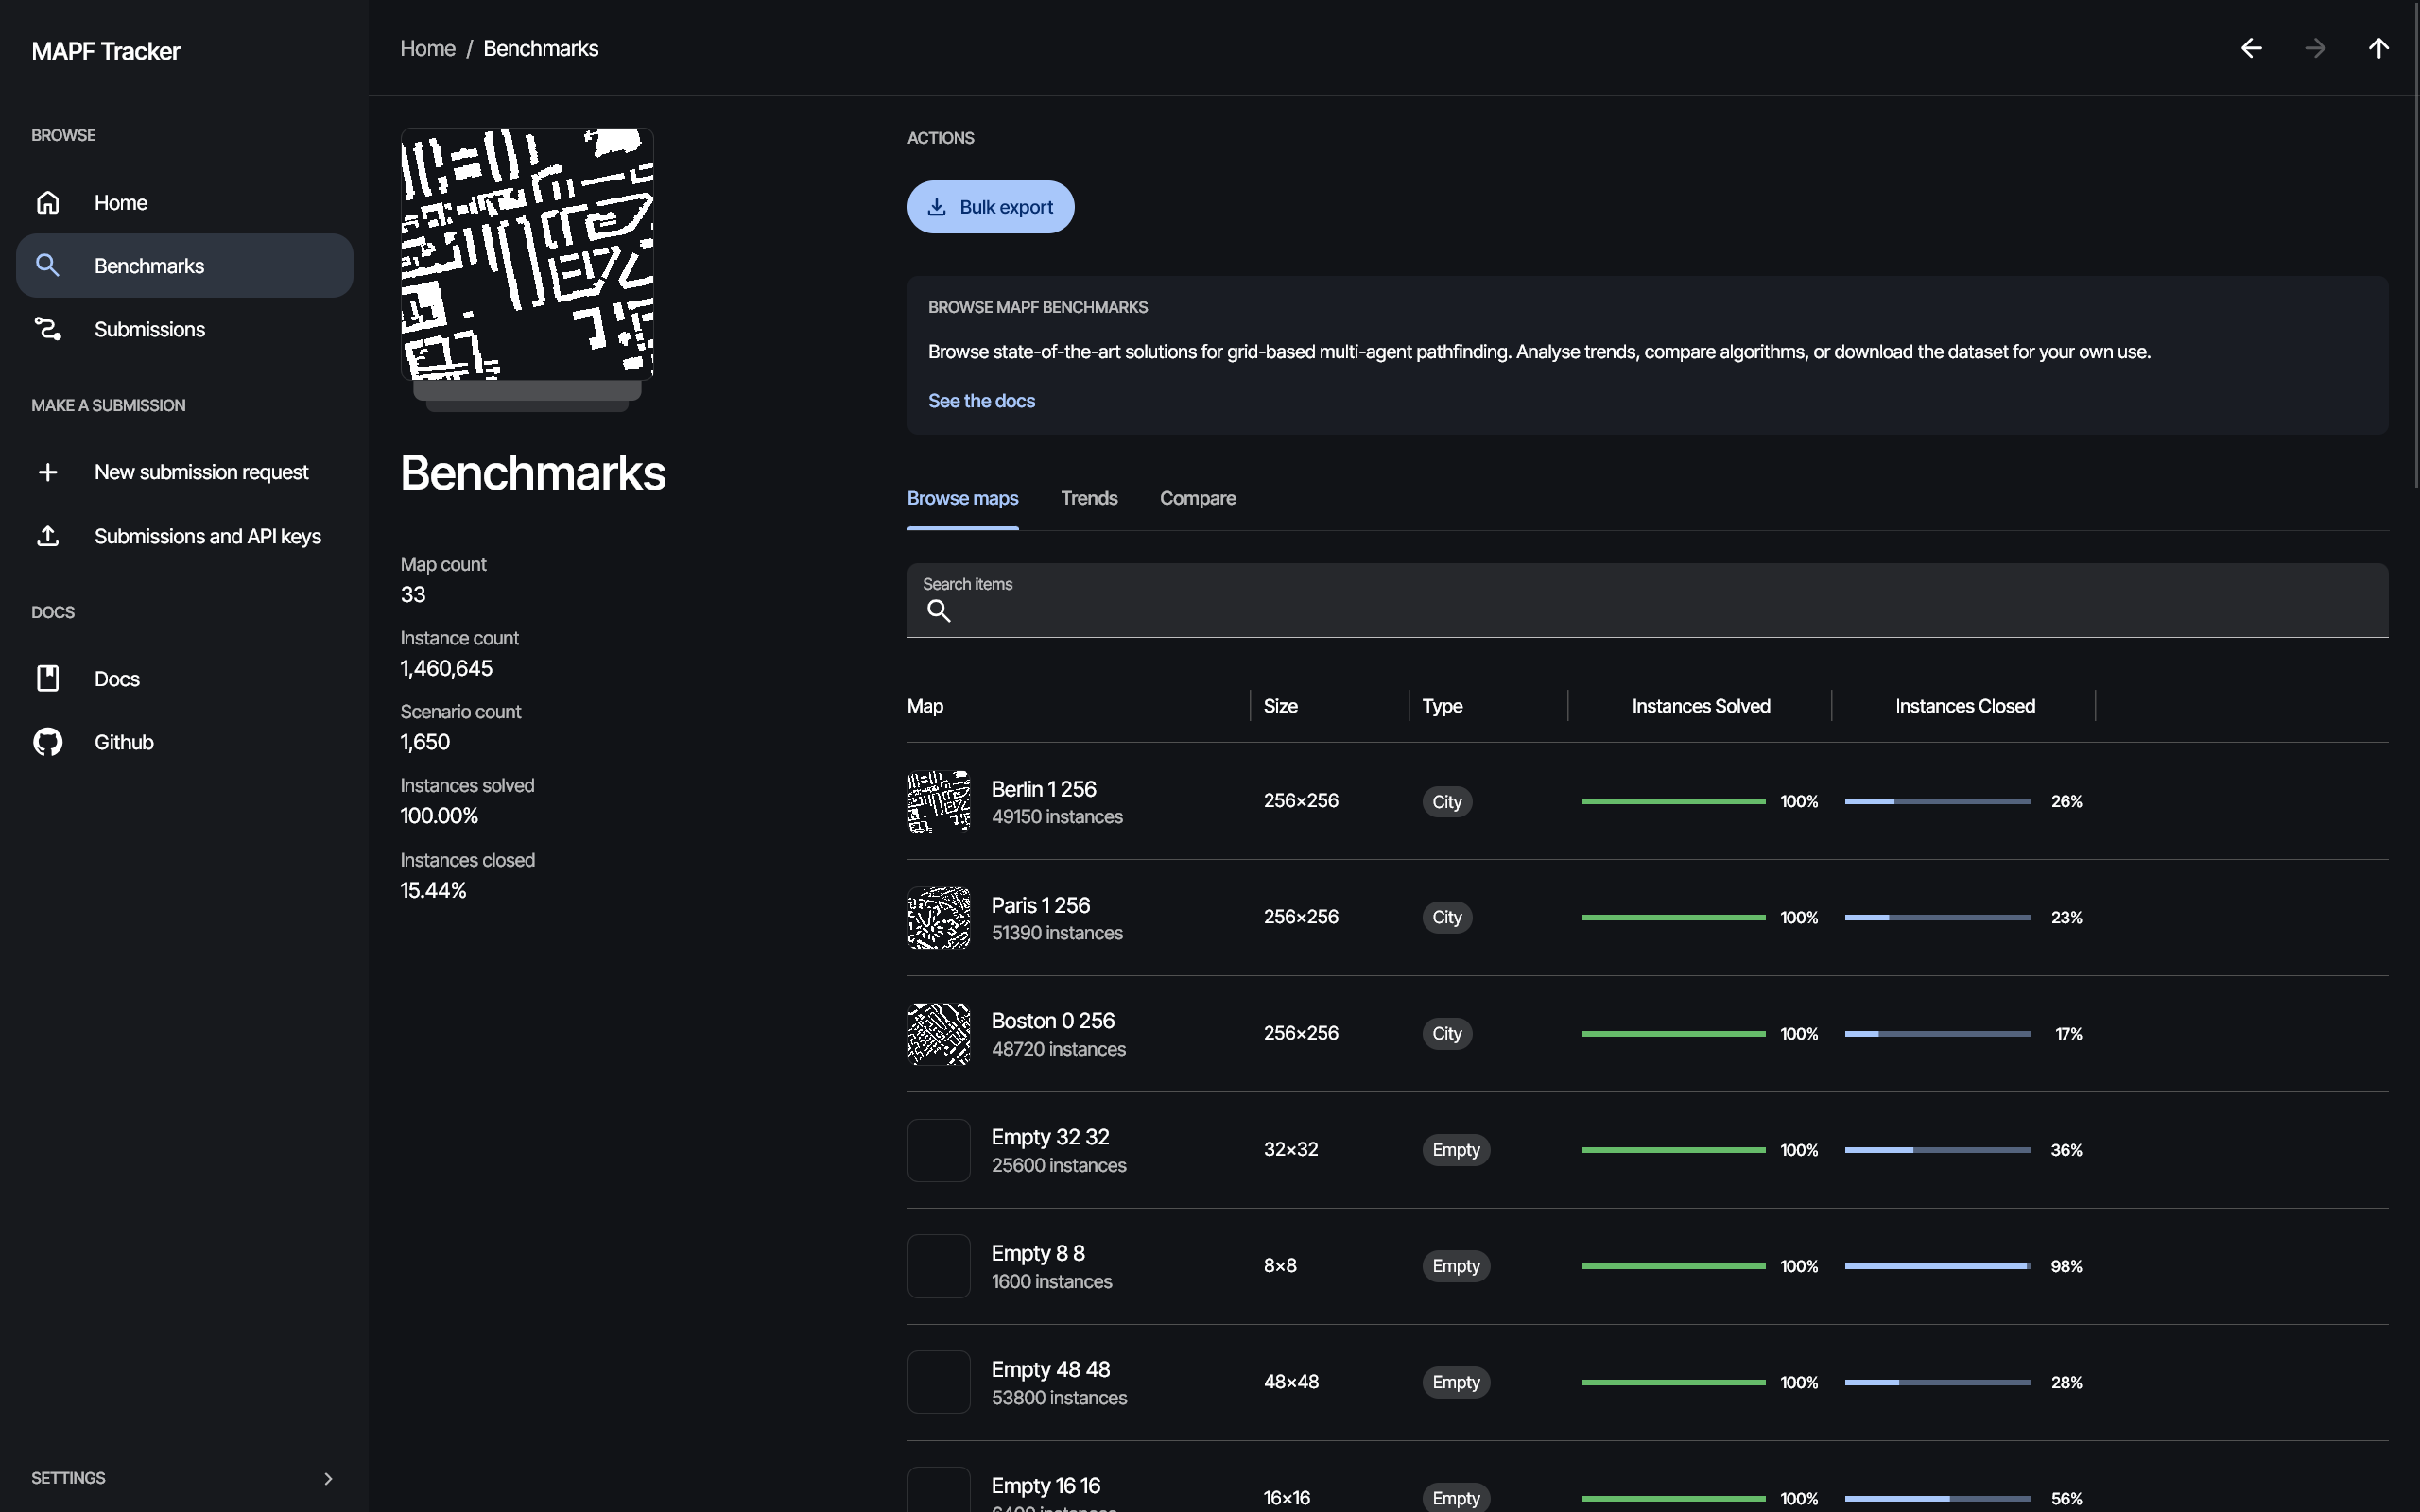 MAPF Tracker
BROWSE
Home
Benchmarks
Submissions
MAKE A SUBMISSION
New submission request
Submissions and API keys
DOCS
Docs
Github
SETTINGS
Home / Benchmarks
Benchmarks
Map count
33
Instance count
1,460,645
Scenario count
1,650
Instances solved
100.00%
Instances closed
15.44%
ACTIONS
Bulk export
BROWSE MAPF BENCHMARKS
Browse state-of-the-art solutions for grid-based multi-agent pathfinding. Analyse trends, compare algorithms, or download the dataset for your own use.
See the docs
Browse maps Trends Compare
Search items
Map Size Type Instances Solved Instances Closed
Berlin 1 256
49150 instances
256×256 City 100% 26%
Paris 1 256
51390 instances
256×256 City 100% 23%
Boston 0 256
48720 instances
256×256 City 100% 17%
Empty 32 32
25600 instances
32×32 Empty 100% 36%
Empty 8 8
1600 instances
8×8 Empty 100% 98%
Empty 48 48
53800 instances
48×48 Empty 100% 28%
Empty 16 16
16×16 Empty 100% 56%